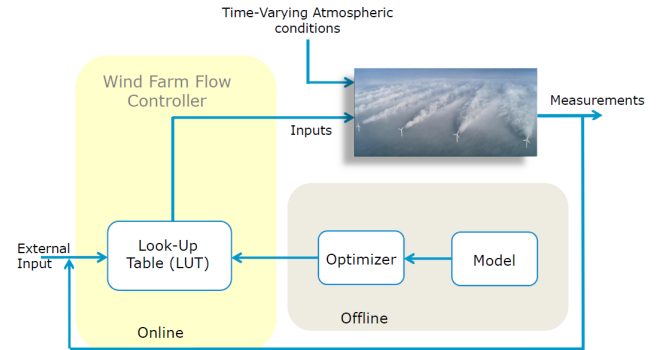 Time-Varying Atmospheric
conditions
Wind Farm Flow
Controller
Measurements
Inputs
External
Input
Look-Up
Table (LUT)
Optimizer
Model
Online
Offline